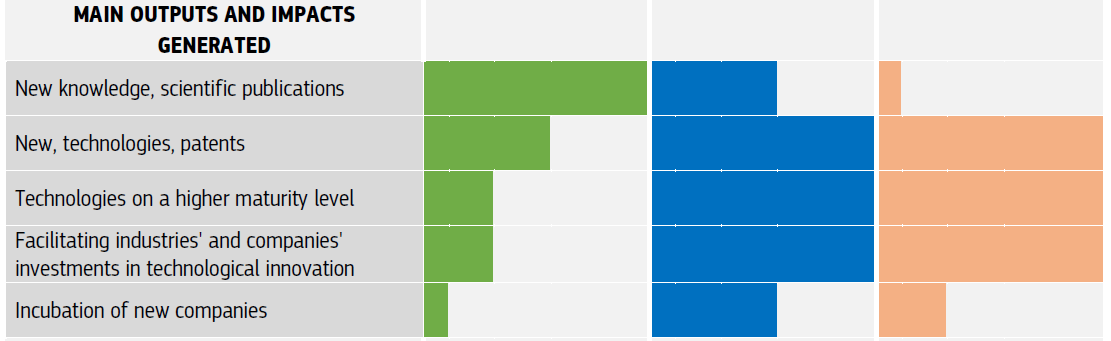 MAIN OUTPUTS AND IMPACTS
GENERATED
New knowledge, scientific publications
New, technologies, patents
Technologies on a higher maturity level
Facilitating industries' and companies'
investments in technological innovation
Incubation of new companies